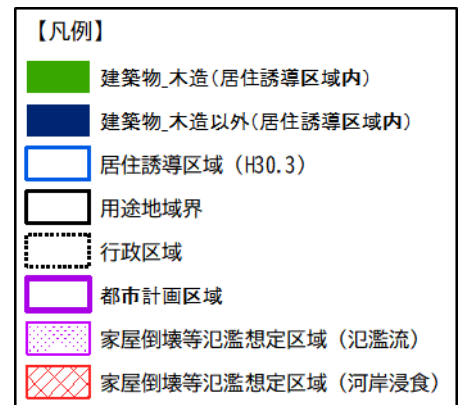 【凡例】
建築物_木造(居住誘導区域内)
建築物_木造以外(居住誘導区域内)
居住誘導区域（H30.3）
用途地域界
行政区域
都市計画区域
家屋倒壊等氾濫想定区域（氾濫流）
家屋倒壊等氾濫想定区域（河岸浸食）